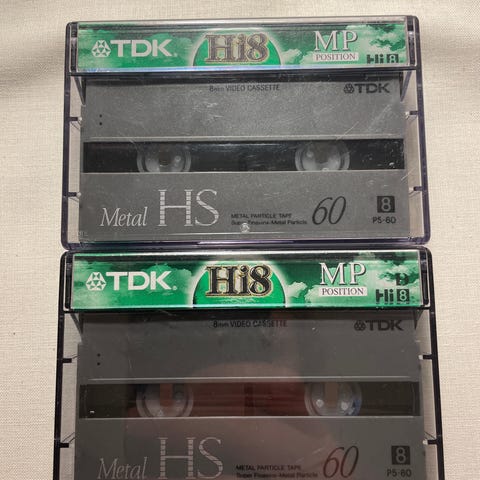 TDK. Hi8 MP POSITION Hi8
8mm VIDEO CASSETTE TDK
Metal HS METAL PARTICLE TAPE 60 8
Super Finavinx-Metal Particle P5-60
TDK. Hi8 MP POSITION Hi8
8mm VIDEO CASSETTE TDK
Metal HS METAL PARTICLE TAPE 60 8
Super Finavinx-Metal Particle P5-60